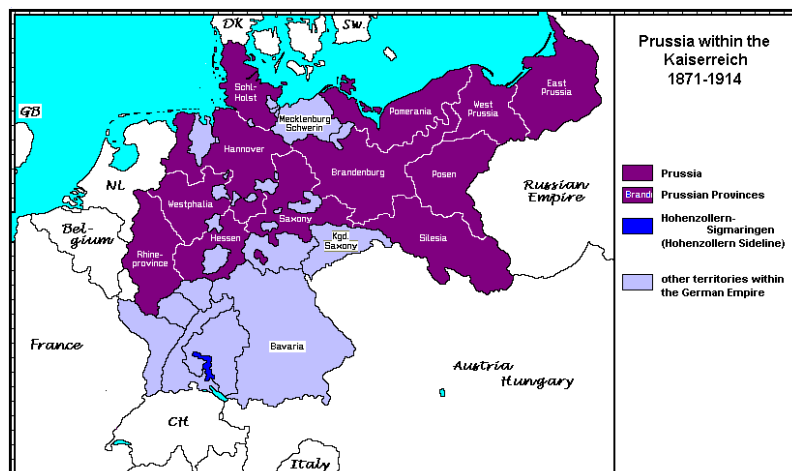 DK
SW.
GB
NL
Bel-
gium
France
CH
Italy
Austria
Hungary
Russian
Empire
Schl-
Holst
Mecklenburg
Schwerin
Pomerania
West
Prussia
East
Prussia
Hannover
Brandenburg
Posen
Westphalia
Saxony
Hessen
Rhine-
province
Kgd.
Saxony
Silesia
Bavaria
Prussia within the
Kaiserreich
1871-1914
Prussia
Brand
Prussian Provinces
Hohenzollern-
Sigmaringen
(Hohenzollern Sideline)
other territories within
the German Empire